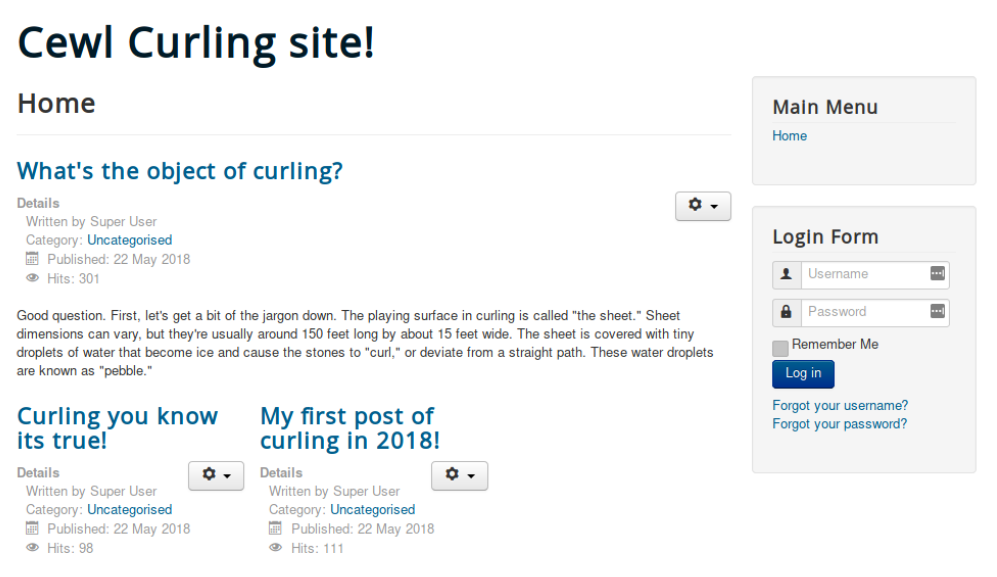 Cewl Curling site!
Home
What's the object of curling?
Details
Written by Super User
Category: Uncategorised
Published: 22 May 2018
Hits: 301
Good question. First, let's get a bit of the jargon down. The playing surface in curling is called "the sheet." Sheet
dimensions can vary, but they're usually around 150 feet long by about 15 feet wide. The sheet is covered with tiny
droplets of water that become ice and cause the stones to "curl," or deviate from a straight path. These water droplets
are known as "pebble."
Curling you know
its true!
Details
Written by Super User
Category: Uncategorised
Published: 22 May 2018
Hits: 98
My first post of
curling in 2018!
Details
Written by Super User
Category: Uncategorised
Published: 22 May 2018
Hits: 111
Main Menu
Home
Login Form
Username
Password
Remember Me
Log in
Forgot your username?
Forgot your password?